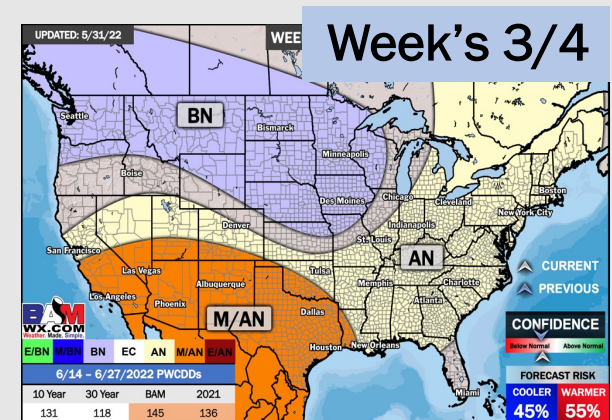 Week's 3/4
UPDATED: 5/31/22
WEE
Seattle
BN
Bismarck
Minneapolis
Boise
Des Moines
Chicago
Cleveland
Boston
New York City
Denver
Indianapolis
San Francisco
St. Louis
AN
Las Vegas
Tulsa
Albuquerque
Memphis
Charlotte
Los Angeles
Phoenix
Atlanta
M/AN
Dallas
Houston
New Orleans
Miami
CURRENT
PREVIOUS
BAM
WX.COM
Weather. Made. Simple.
CONFIDENCE
Below Normal Above Normal
E/BN M/BN BN EC AN M/AN E/AN
6/14 – 6/27/2022 PWCDDs
10 Year 30 Year BAM 2021
131 118 145 136
FORECAST RISK
COOLER WARMER
45% 55%